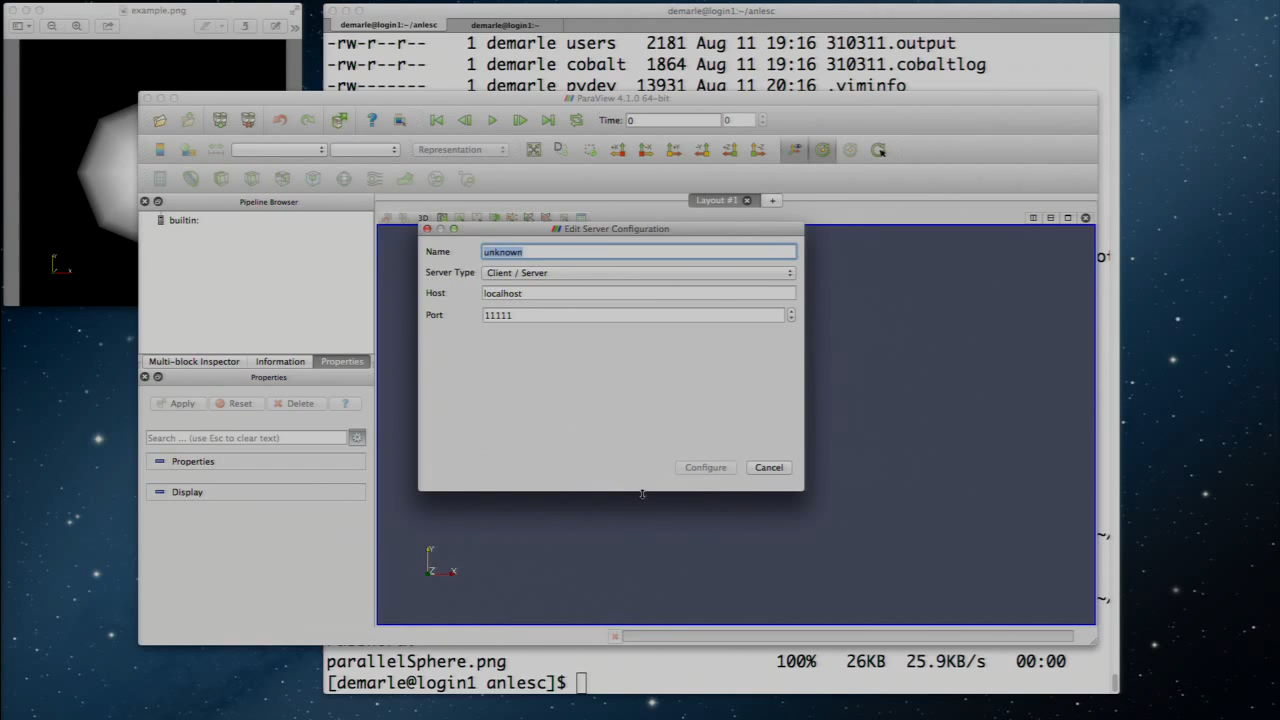 example.png
demarle@login1:~/anlesc
demarle@login1:~/anlesc
demarle@login1:~
-rw-r--r-- 1 demarle users 2181 Aug 11 19:16 310311.output
-rw-r--r-- 1 demarle cobalt 1864 Aug 11 19:16 310311.cobaltlog
-rw------- 1 demarle pydev 13931 Aug 11 20:16 .viminfo
ParaView 4.1.0 64-bit
Time: 0 0
Representation
Pipeline Browser
Layout #1
builtin:
3D
Edit Server Configuration
Name unknown
Server Type Client / Server
Host localhost
Port 11111
Multi-block Inspector Information Properties
Properties
Apply Reset Delete ?
Search ... (use Esc to clear text)
Properties
Configure Cancel
Display
Y
Z X
parallelSphere.png 100% 26KB 25.9KB/s 00:00
[demarle@login1 anlesc]$